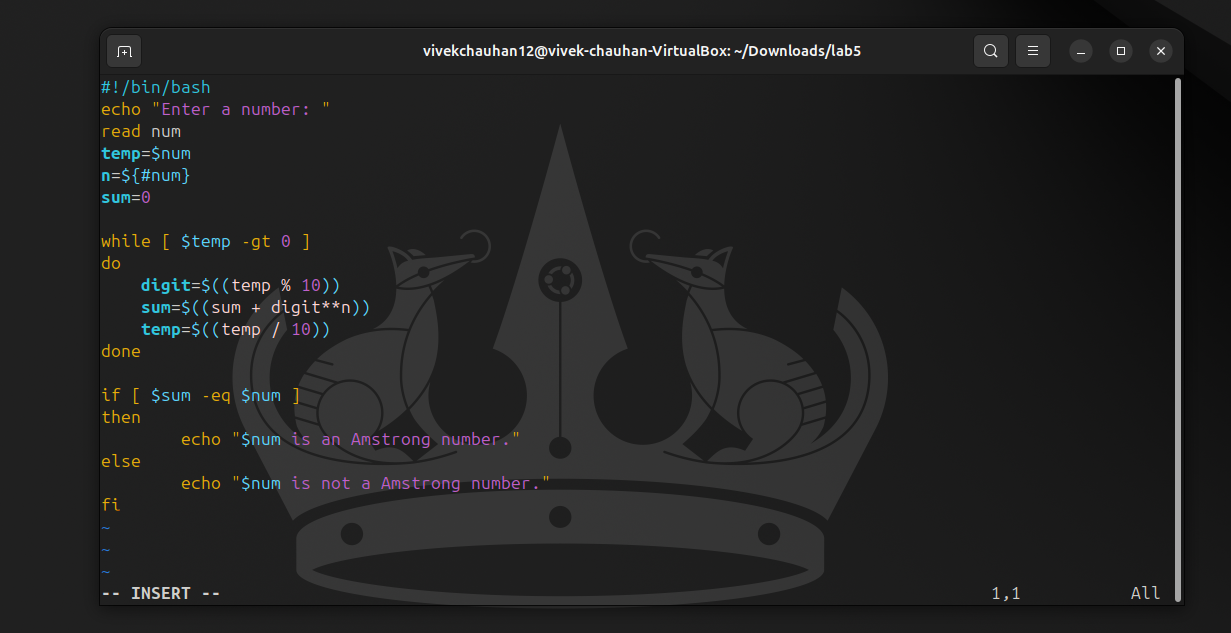 vivekchauhan12@vivek-chauhan-VirtualBox: ~/Downloads/lab5
#!/bin/bash
echo "Enter a number: "
read num
temp=$num
n=${#num}
sum=0

while [ $temp -gt 0 ]
do
    digit=$((temp % 10))
    sum=$((sum + digit**n))
    temp=$((temp / 10))
done

if [ $sum -eq $num ]
then
        echo "$num is an Amstrong number."
else
        echo "$num is not a Amstrong number."
fi
~
~
~
-- INSERT -- 1,1 All